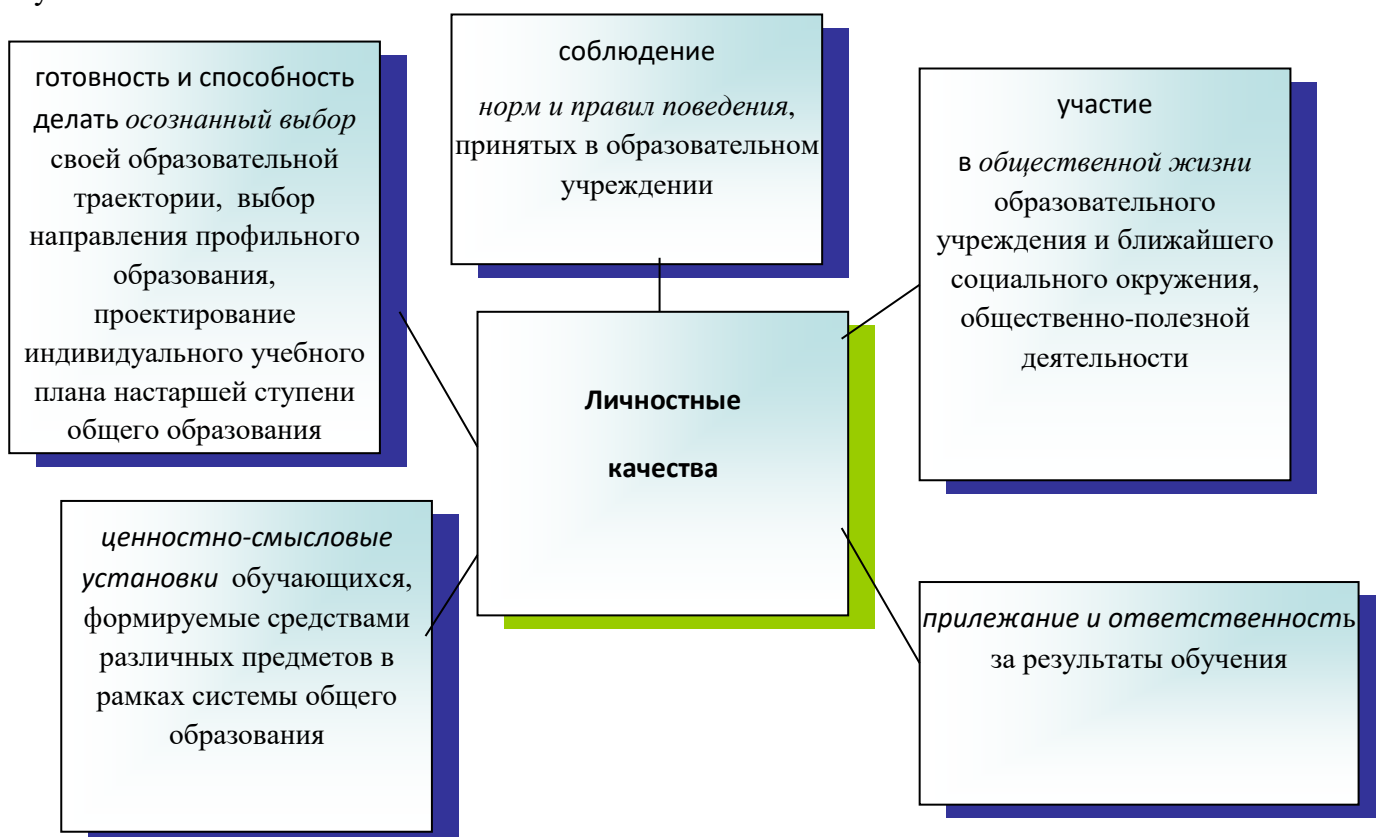 готовность и способность
делать осознанный выбор
своей образовательной
траектории, выбор
направления профильного
образования,
проектирование
индивидуального учебного
плана настаршей ступени
общего образования
соблюдение
норм и правил поведения,
принятых в образовательном
учреждении
участие
в общественной жизни
образовательного
учреждения и ближайшего
социального окружения,
общественно-полезной
деятельности
Личностные
качества
ценностно-смысловые
установки обучающихся,
формируемые средствами
различных предметов в
рамках системы общего
образования
прилежание и ответственность
за результаты обучения